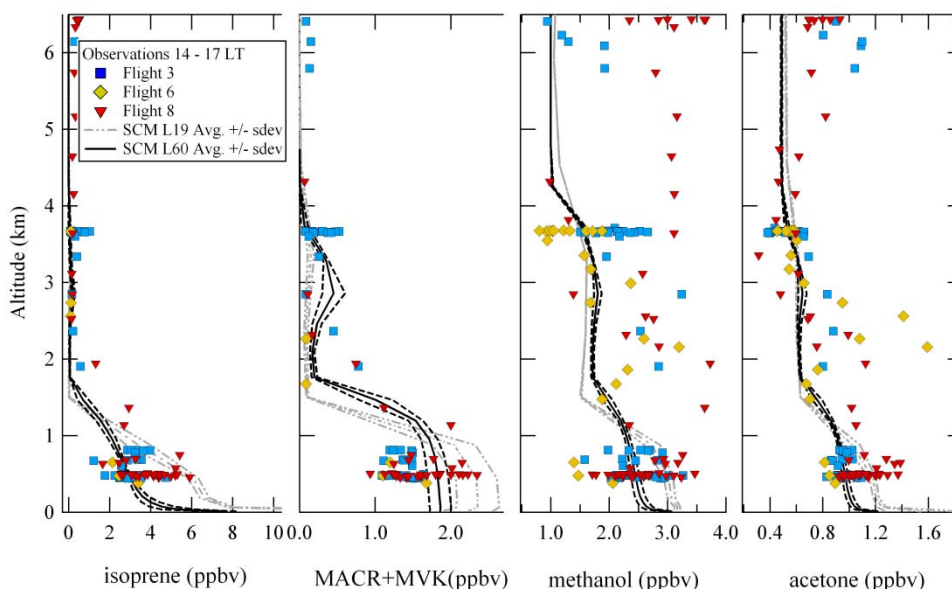 Observations 14 - 17 LT
Flight 3
Flight 6
Flight 8
SCM L19 Avg. +/- sdev
SCM L60 Avg. +/- sdev
Altitude (km)
6
5
4
3
2
1
0
0 2 4 6 8 10
1.0 2.0
0.0 1.0 2.0 3.0 4.0
0.4 0.8 1.2 1.6
isoprene (ppbv)
MACR+MVK(ppbv)
methanol (ppbv)
acetone (ppbv)